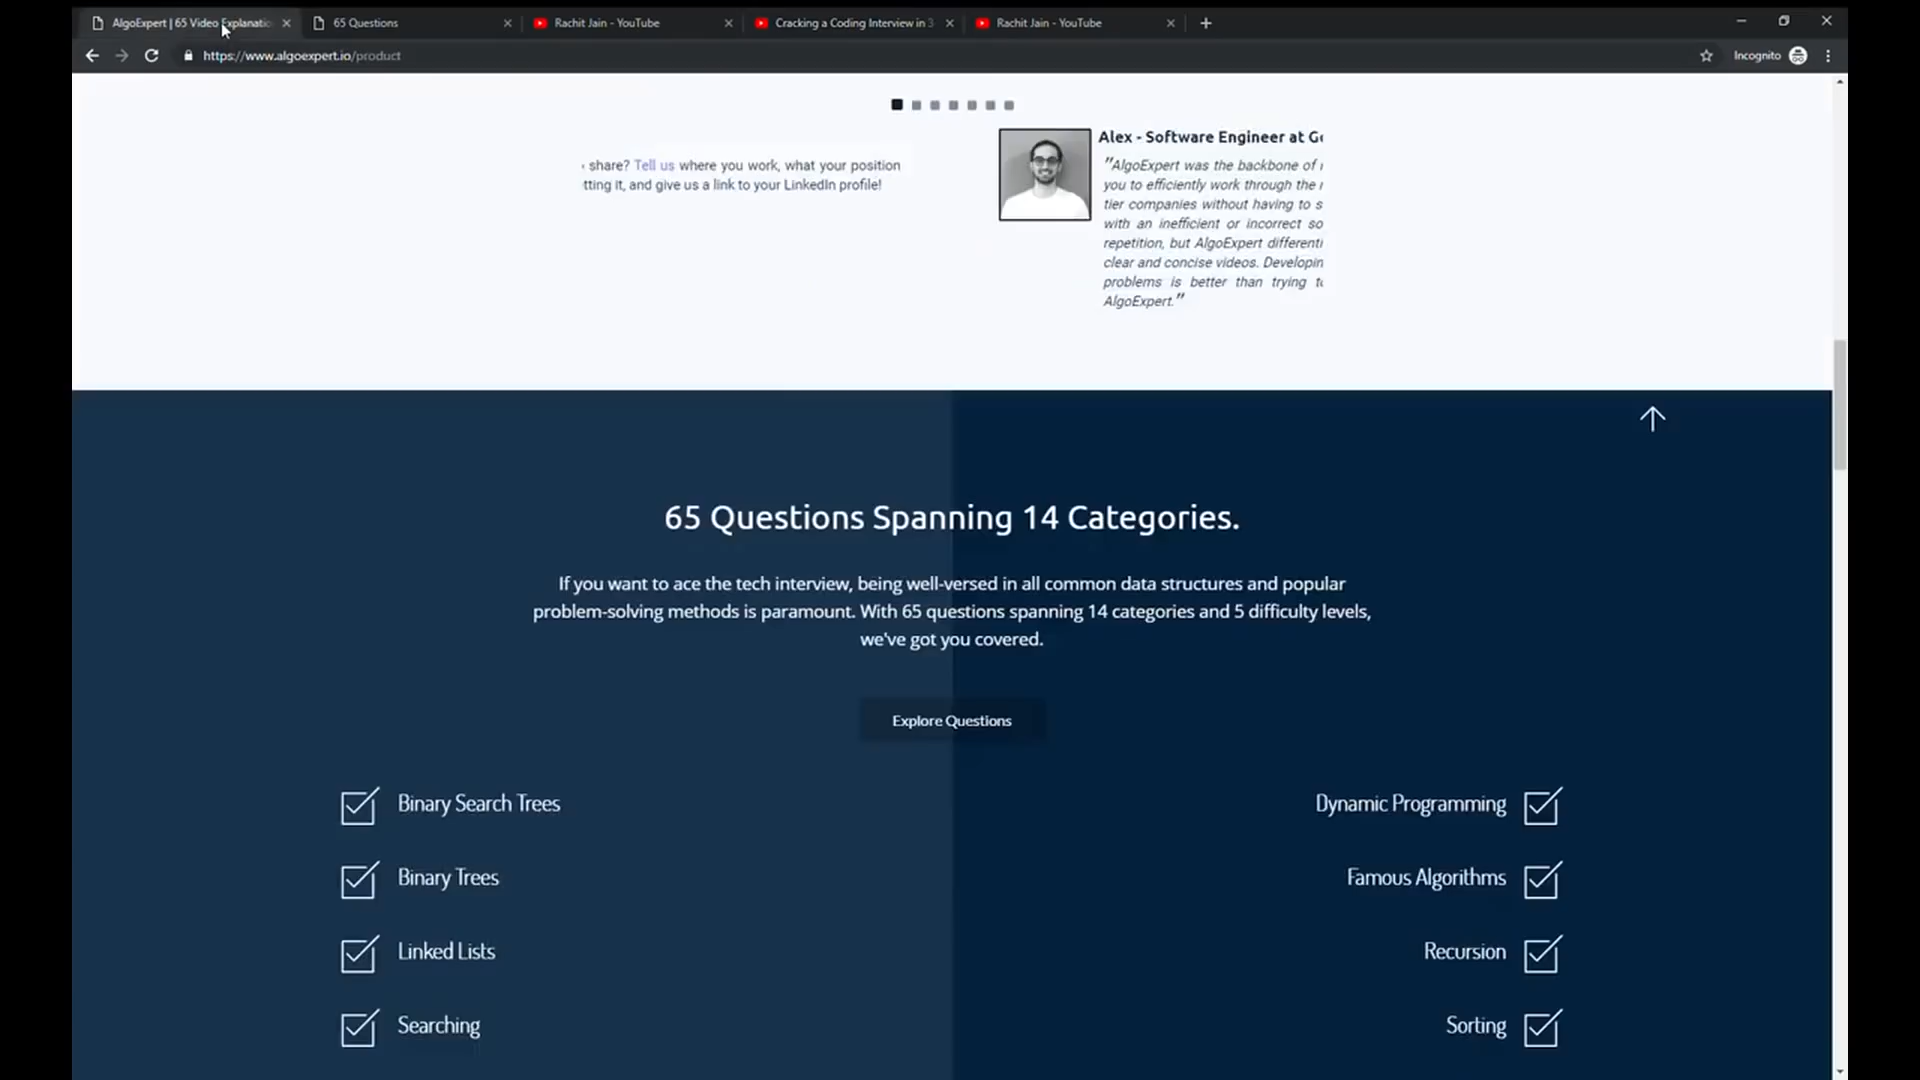 AlgoExpert | 65 Video Explanatio
65 Questions
Rachit Jain - YouTube
Cracking a Coding Interview in 3
Rachit Jain - YouTube
https://www.algoexpert.io/product
Incognito
share? Tell us where you work, what your position
tting it, and give us a link to your LinkedIn profile!
Alex - Software Engineer at Go
"AlgoExpert was the backbone of
you to efficiently work through the
tier companies without having to s
with an inefficient or incorrect so
repetition, but AlgoExpert differenti
clear and concise videos. Developin
problems is better than trying to
AlgoExpert."
65 Questions Spanning 14 Categories.
If you want to ace the tech interview, being well-versed in all common data structures and popular
problem-solving methods is paramount. With 65 questions spanning 14 categories and 5 difficulty levels,
we've got you covered.
Explore Questions
Binary Search Trees
Dynamic Programming
Binary Trees
Famous Algorithms
Linked Lists
Recursion
Searching
Sorting